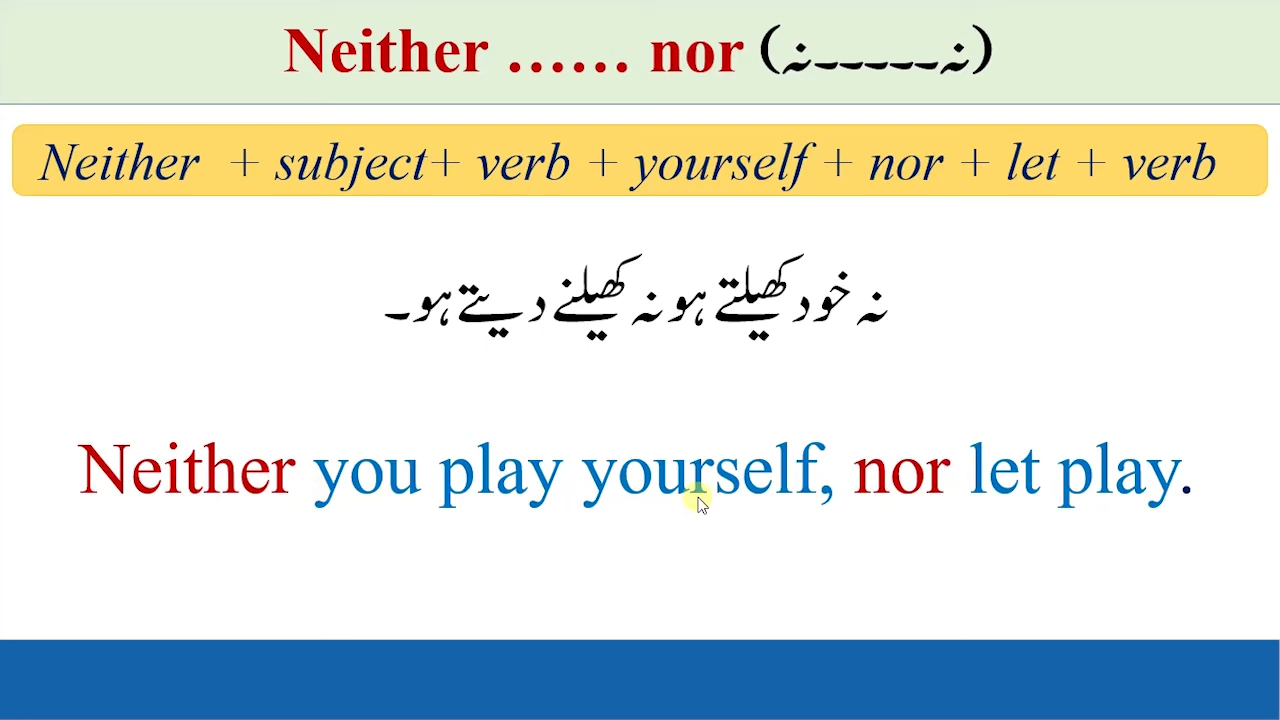 Neither ...... nor (نہ-----نہ)
Neither + subject+ verb + yourself + nor + let + verb
نہ خود کھیلتے ہو نہ کھیلنے دیتے ہو۔
Neither you play yourself, nor let play.